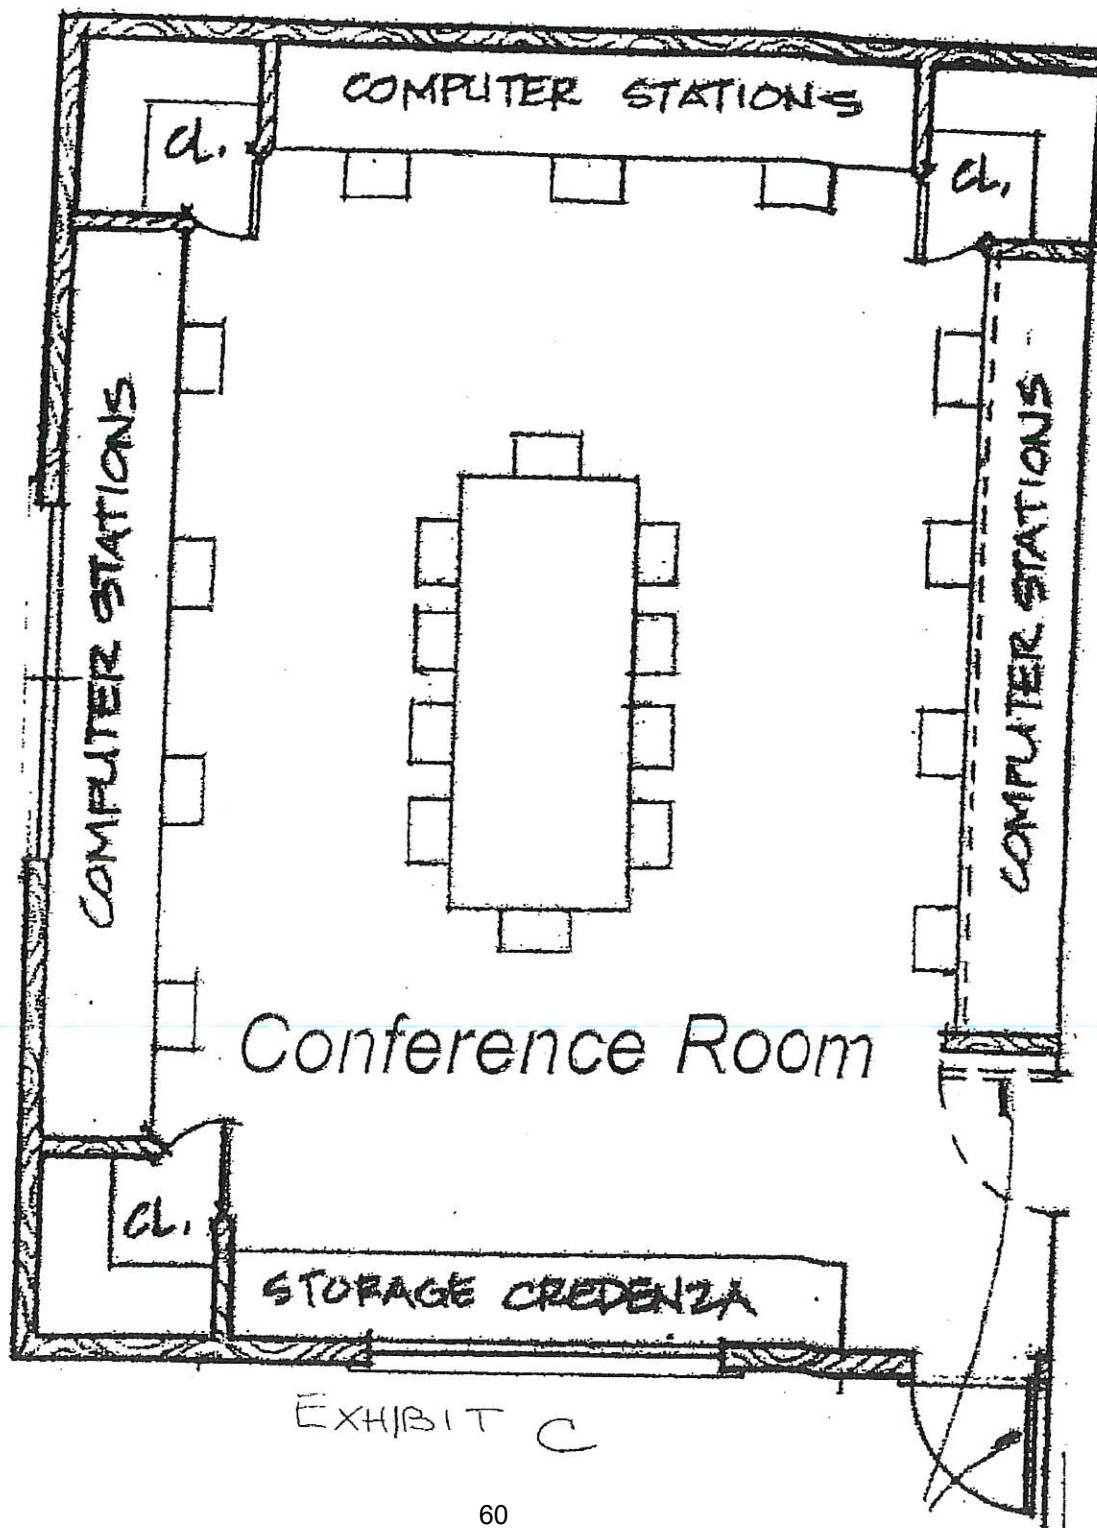 COMPUTER STATIONS
Cl.
Cl.
COMPUTER STATIONS
COMPUTER STATIONS
Conference Room
CL.
STORAGE CREDENZA
EXHIBIT C
60